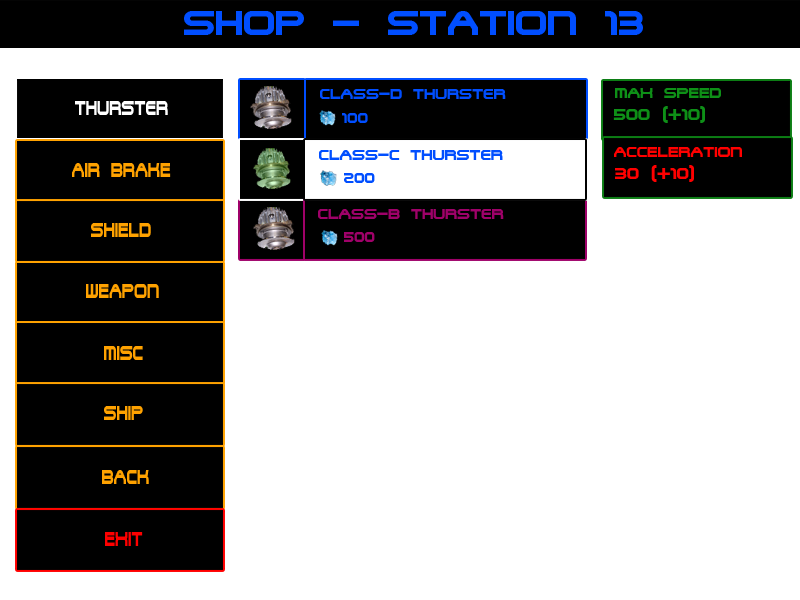 SHOP - STATION 13
THURSTER
AIR BRAKE
SHIELD
WEAPON
MISC
SHIP
BACK
EXIT
CLASS-D THURSTER
100
CLASS-C THURSTER
200
CLASS-B THURSTER
500
MAX SPEED
500 (+10)
ACCELERATION
30 (+10)